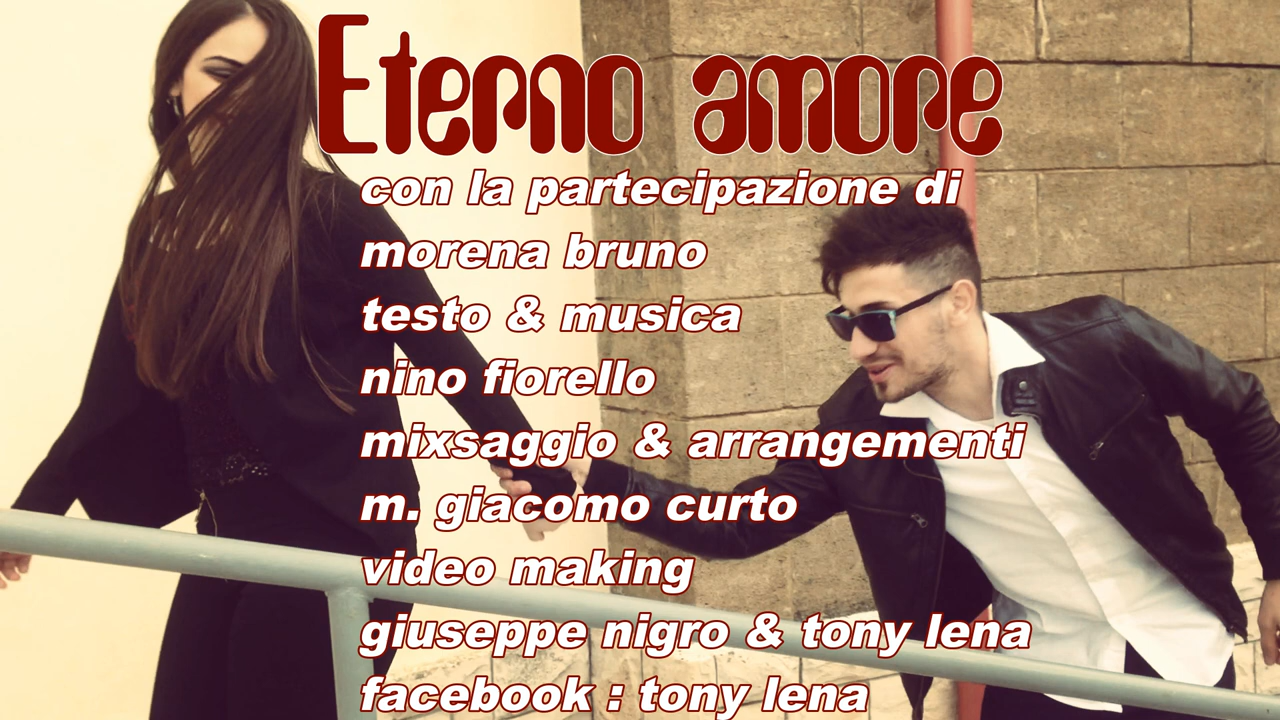 Eterno amore
con la partecipazione di
morena bruno
testo & musica
nino fiorello
mixsaggio & arrangementi
m. giacomo curto
video making
giuseppe nigro & tony lena
facebook : tony lena